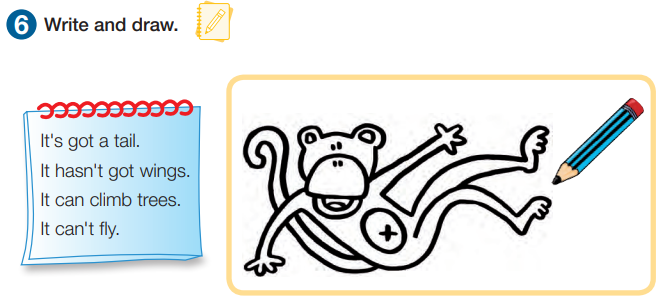 6 Write and draw.
It's got a tail.
It hasn't got wings.
It can climb trees.
It can't fly.